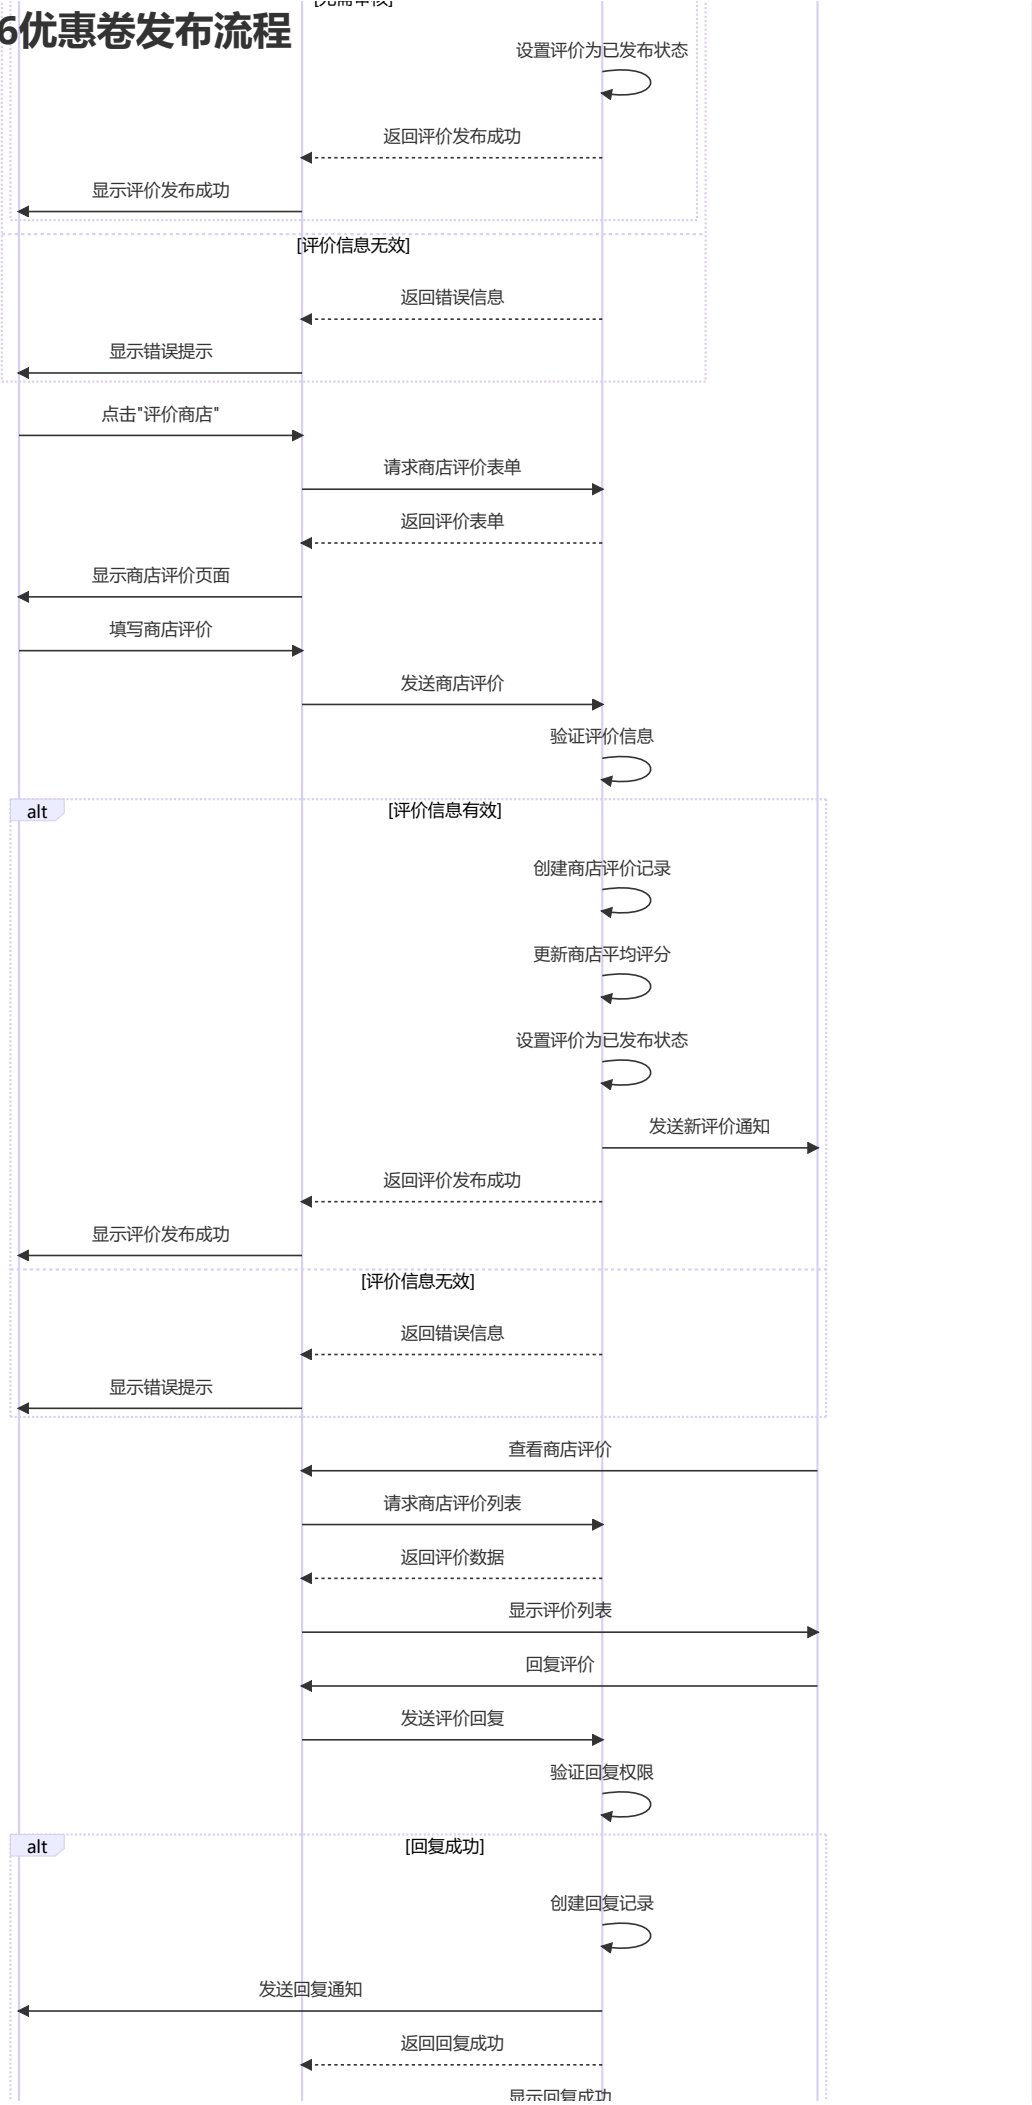 [无需审核]
6优惠卷发布流程
设置评价为已发布状态
返回评价发布成功
显示评价发布成功
[评价信息无效]
返回错误信息
显示错误提示
点击"评价商店"
请求商店评价表单
返回评价表单
显示商店评价页面
填写商店评价
发送商店评价
验证评价信息
alt
[评价信息有效]
创建商店评价记录
更新商店平均评分
设置评价为已发布状态
发送新评价通知
返回评价发布成功
显示评价发布成功
[评价信息无效]
返回错误信息
显示错误提示
查看商店评价
请求商店评价列表
返回评价数据
显示评价列表
回复评价
发送评价回复
验证回复权限
alt
[回复成功]
创建回复记录
发送回复通知
返回回复成功
显示回复成功